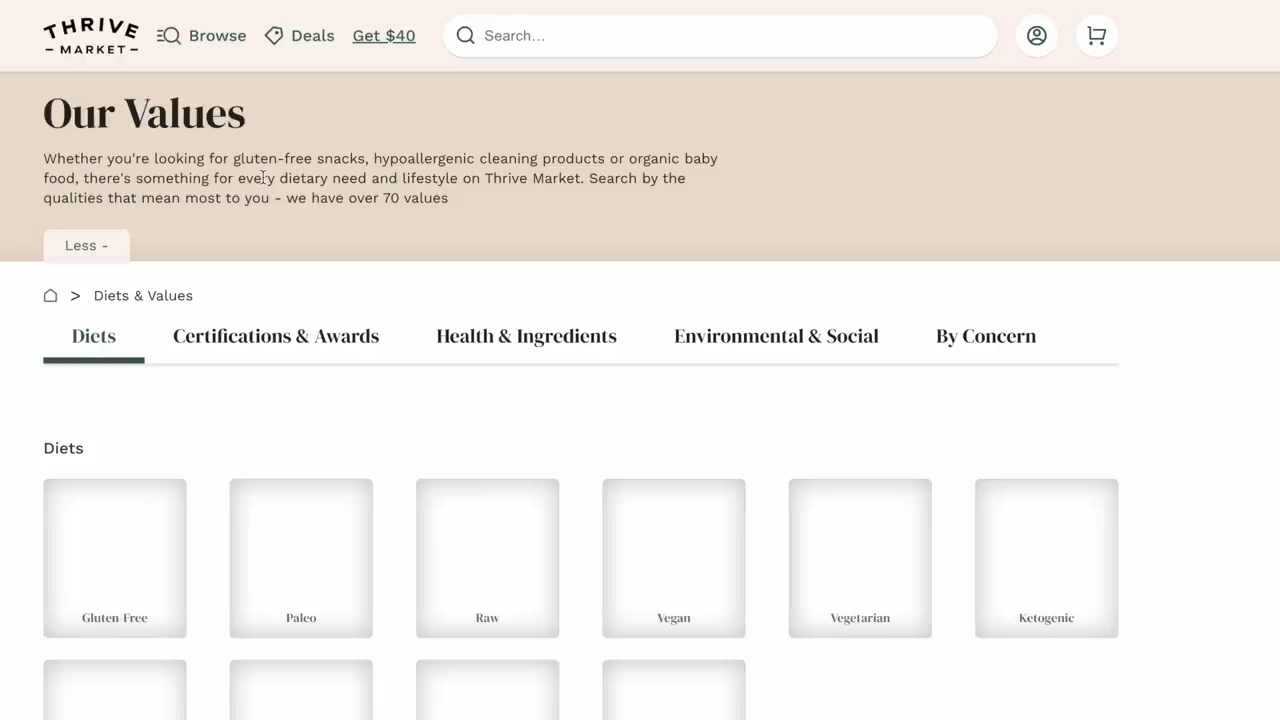 THRIVE
MARKET
Browse
Deals
Get $40
Search...
Our Values
Whether you're looking for gluten-free snacks, hypoallergenic cleaning products or organic baby
food, there's something for every dietary need and lifestyle on Thrive Market. Search by the
qualities that mean most to you - we have over 70 values
Less -
> Diets & Values
Diets
Certifications & Awards
Health & Ingredients
Environmental & Social
By Concern
Diets
Gluten-Free
Paleo
Raw
Vegan
Vegetarian
Ketogenic